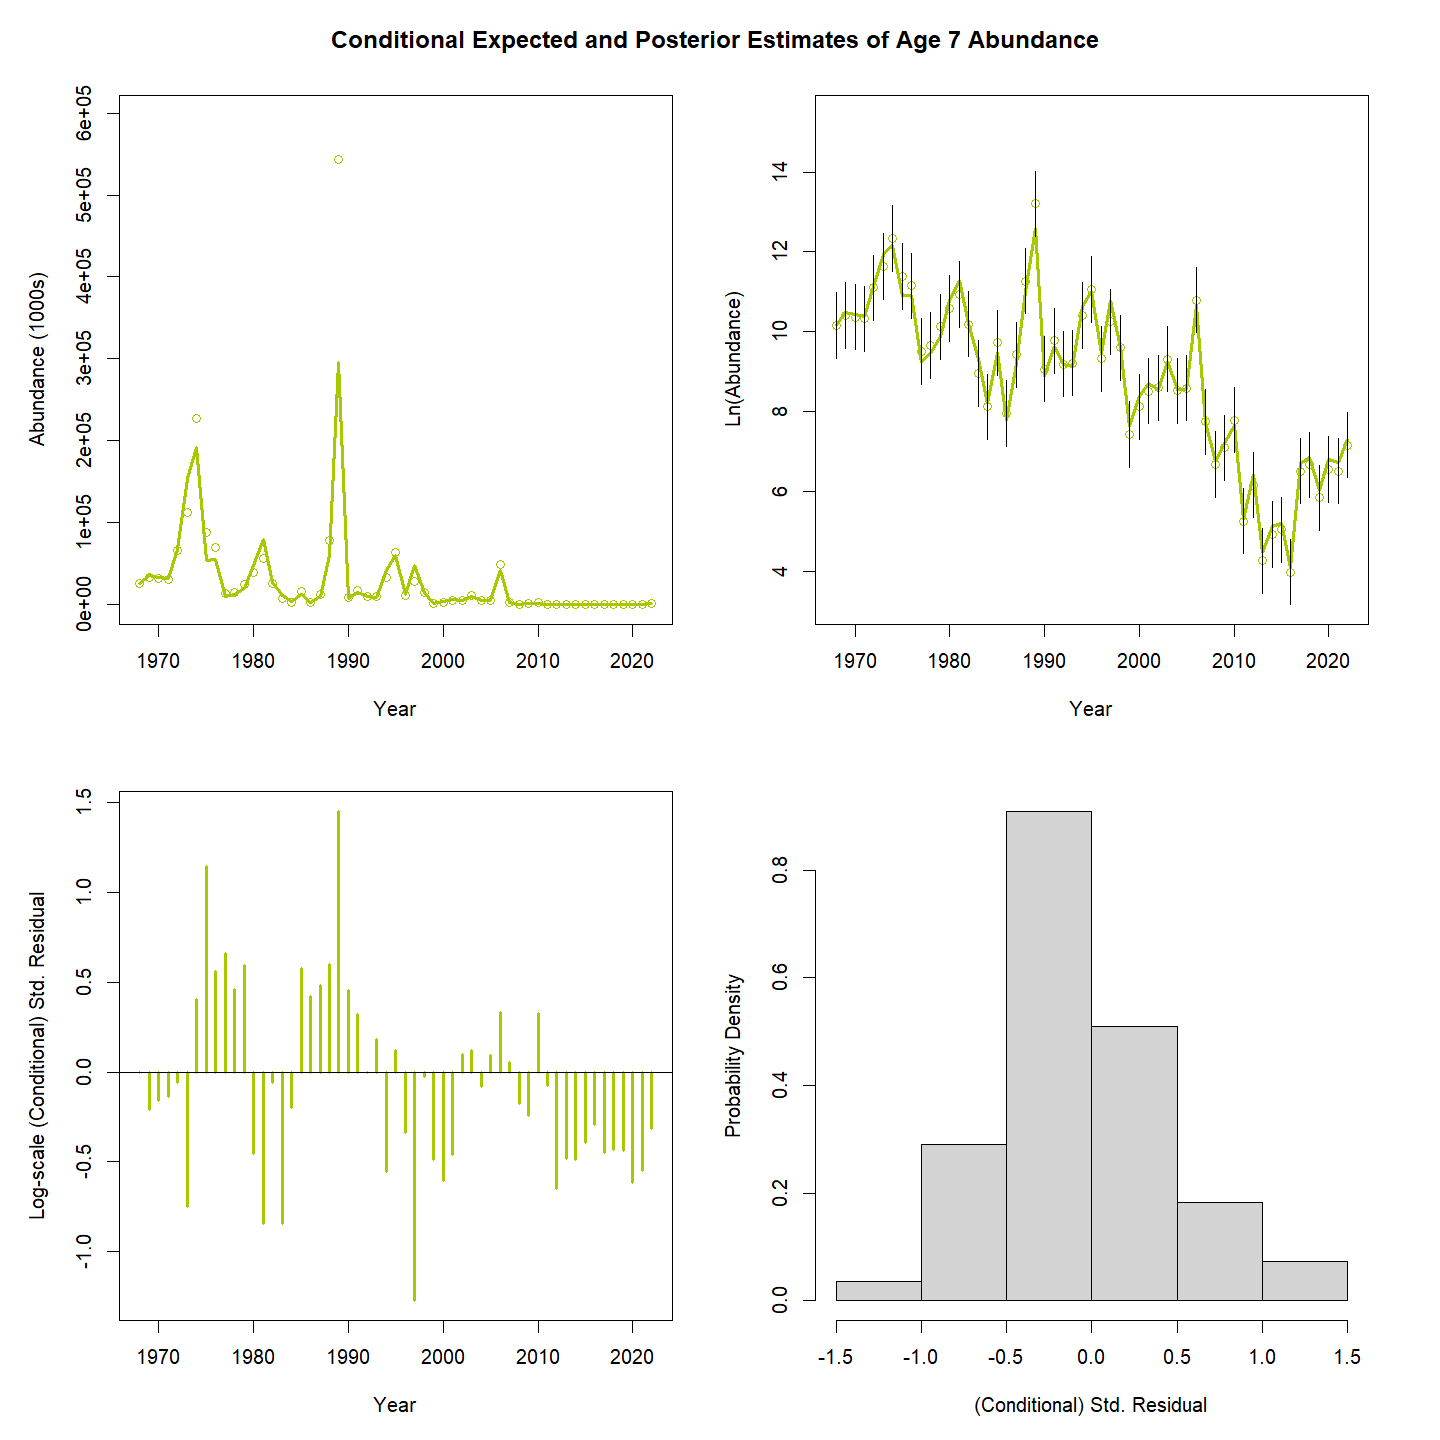 Conditional Expected and Posterior Estimates of Age 7 Abundance
Abundance (1000s)
6e+05
5e+05
4e+05
3e+05
2e+05
1e+05
0e+00
1970 1980 1990 2000 2010 2020
Year
Ln(Abundance)
14
12
10
8
6
4
1970 1980 1990 2000 2010 2020
Year
Log-scale (Conditional) Std. Residual
1.5
1.0
0.5
0.0
-0.5
-1.0
1970 1980 1990 2000 2010 2020
Year
Probability Density
0.8
0.6
0.4
0.2
0.0
-1.5 -1.0 -0.5 0.0 0.5 1.0 1.5
(Conditional) Std. Residual